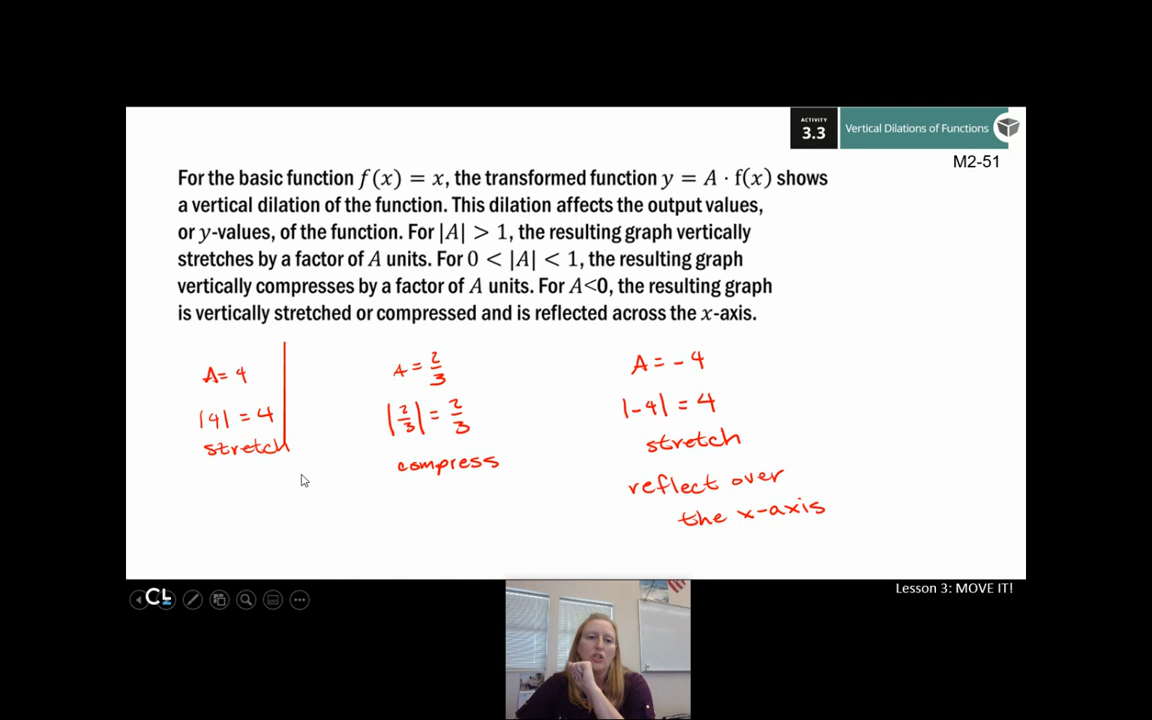 ACTIVITY
3.3
Vertical Dilations of Functions
M2-51
For the basic function f(x) = x, the transformed function y = A · f(x) shows
a vertical dilation of the function. This dilation affects the output values,
or y-values, of the function. For |A| > 1, the resulting graph vertically
stretches by a factor of A units. For 0 < |A| < 1, the resulting graph
vertically compresses by a factor of A units. For A<0, the resulting graph
is vertically stretched or compressed and is reflected across the x-axis.
A = 4
|4| = 4
stretch
A = 2/3
|2/3| = 2/3
compress
A = -4
|-4| = 4
stretch
reflect over
the x-axis
CL
Lesson 3: MOVE IT!